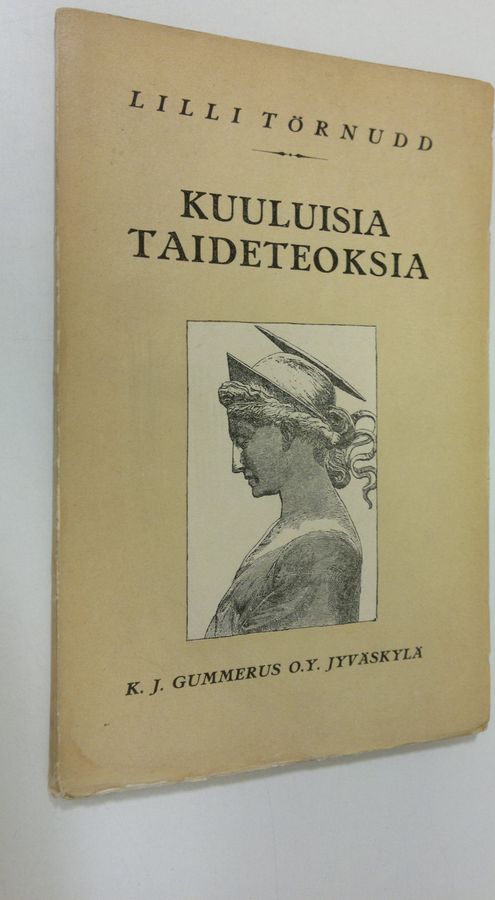 LILLI TÖRNUDD
KUULUISIA
TAIDETEOKSIA
K. J. GUMMERUS O.Y. JYVÄSKYLÄ